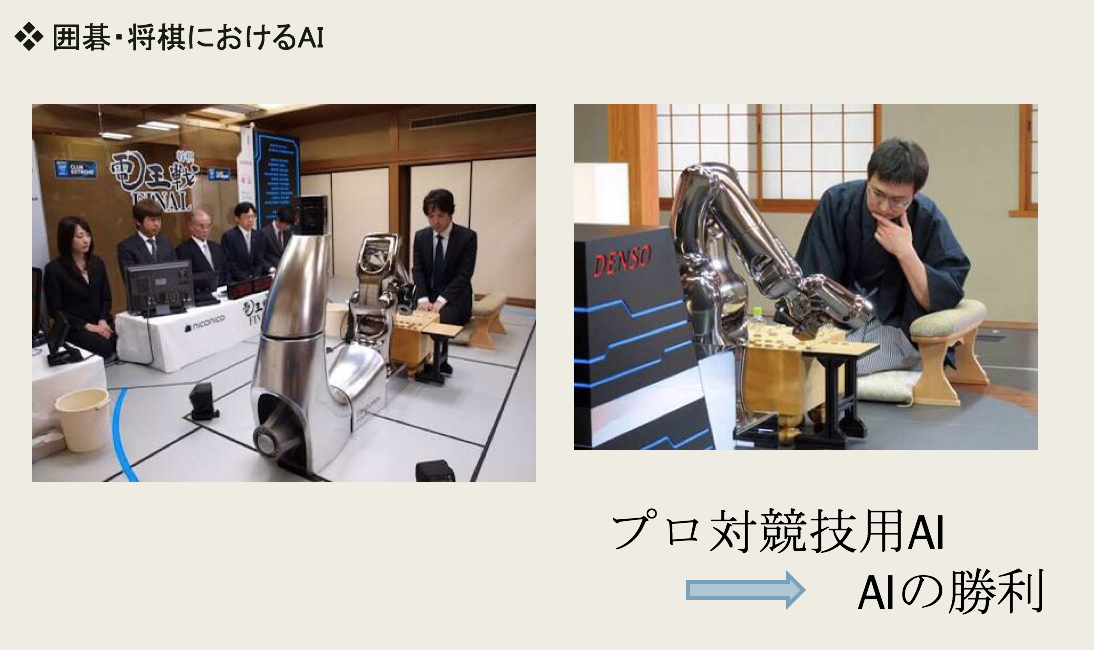 ❖ 囲碁・将棋におけるAI
将棋
電王戦
FINAL
CLUB
EXTREME
niconico
電王戦
FINAL
DENSO
プロ対競技用AI
AIの勝利